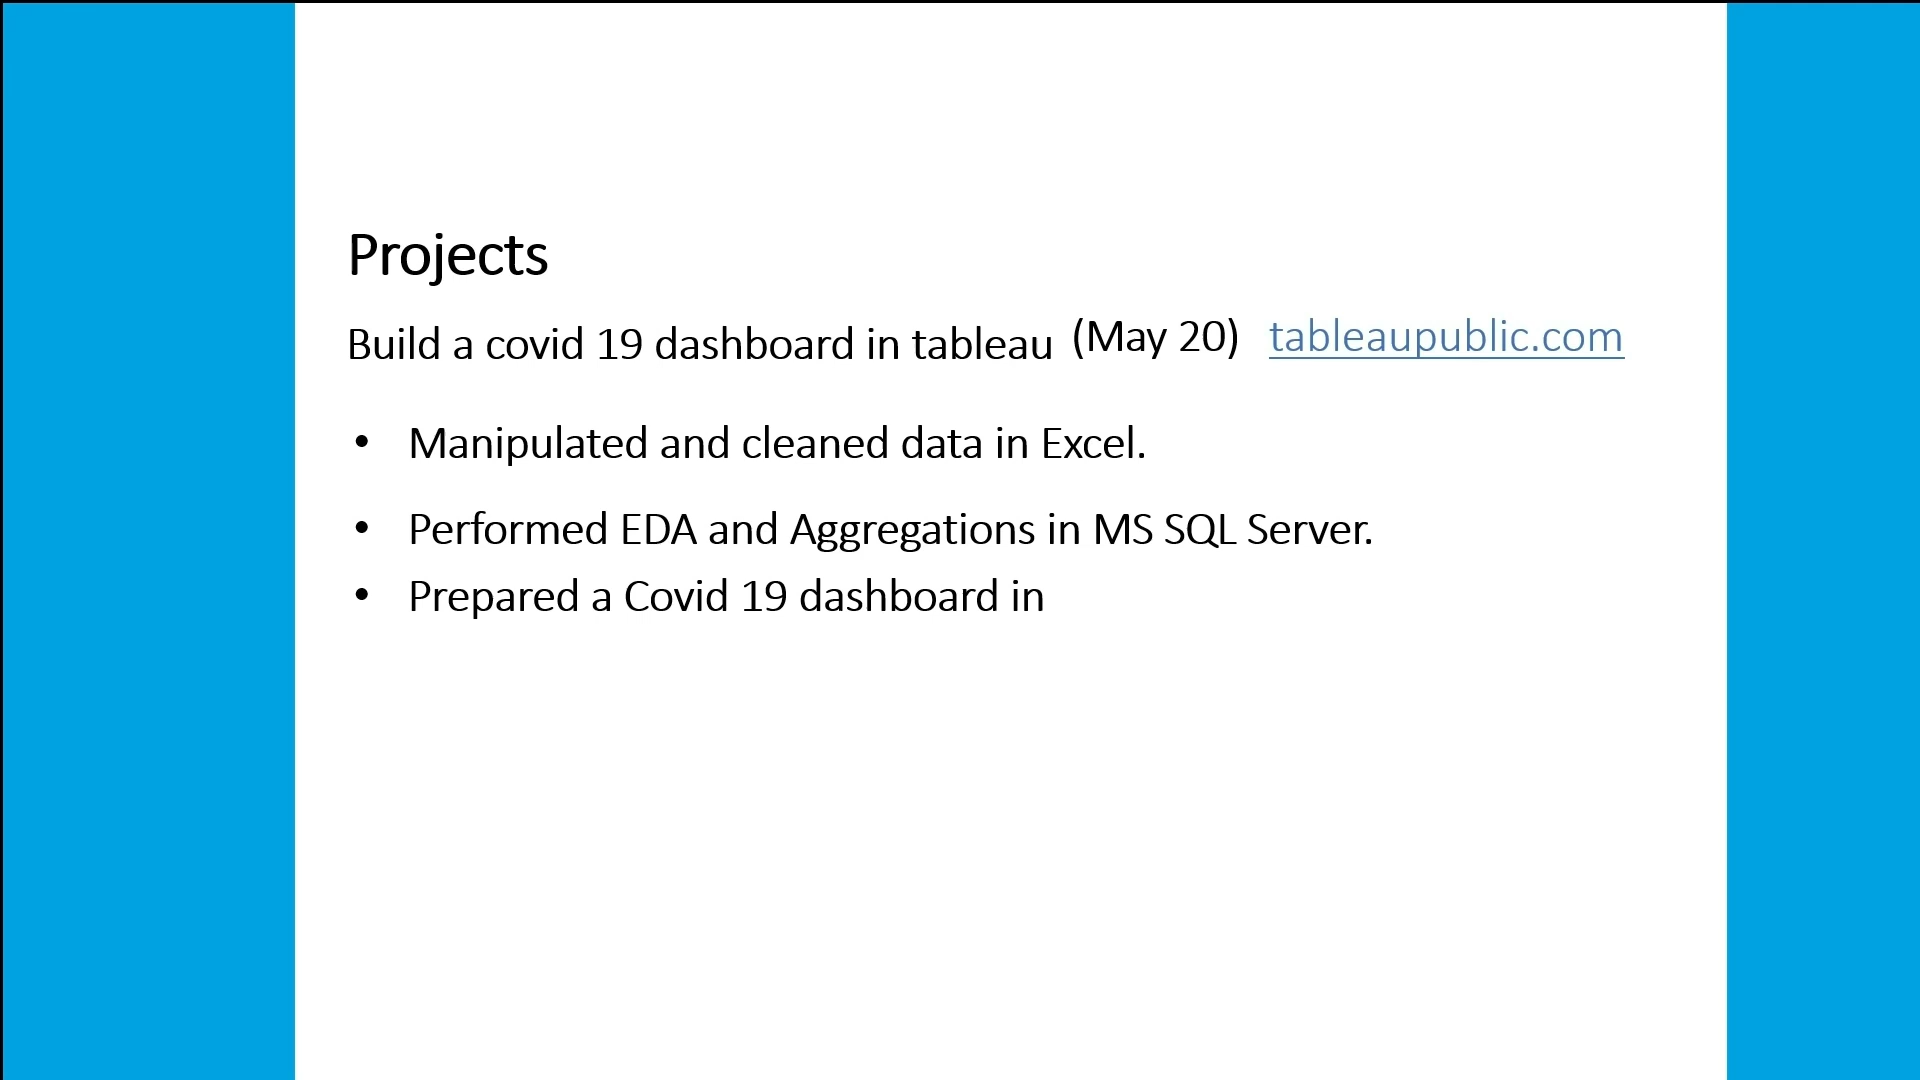 Projects
Build a covid 19 dashboard in tableau (May 20) tableaupublic.com
• Manipulated and cleaned data in Excel.
• Performed EDA and Aggregations in MS SQL Server.
• Prepared a Covid 19 dashboard in